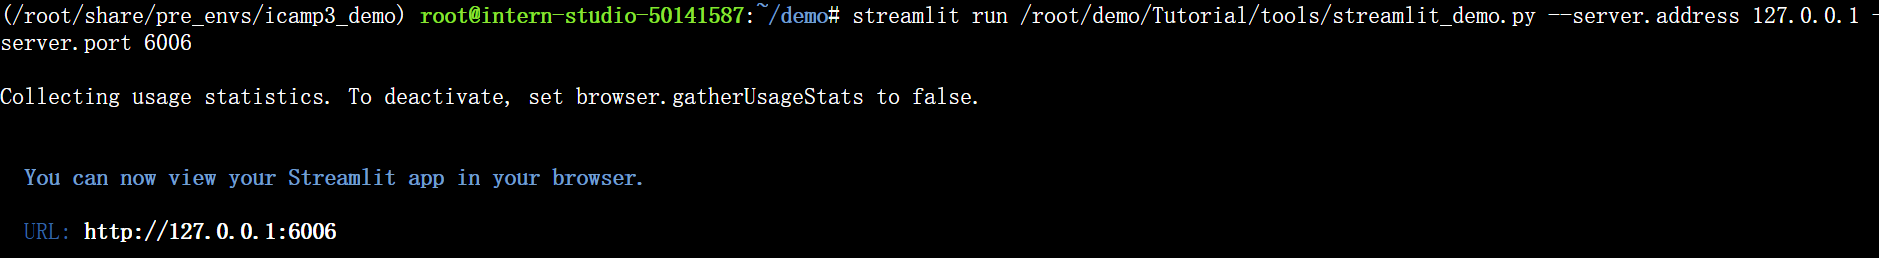 (/root/share/pre_envs/icamp3_demo) root@intern-studio-50141587:~/demo# streamlit run /root/demo/Tutorial/tools/streamlit_demo.py --server.address 127.0.0.1 -
server.port 6006
Collecting usage statistics. To deactivate, set browser.gatherUsageStats to false.
You can now view your Streamlit app in your browser.
URL: http://127.0.0.1:6006